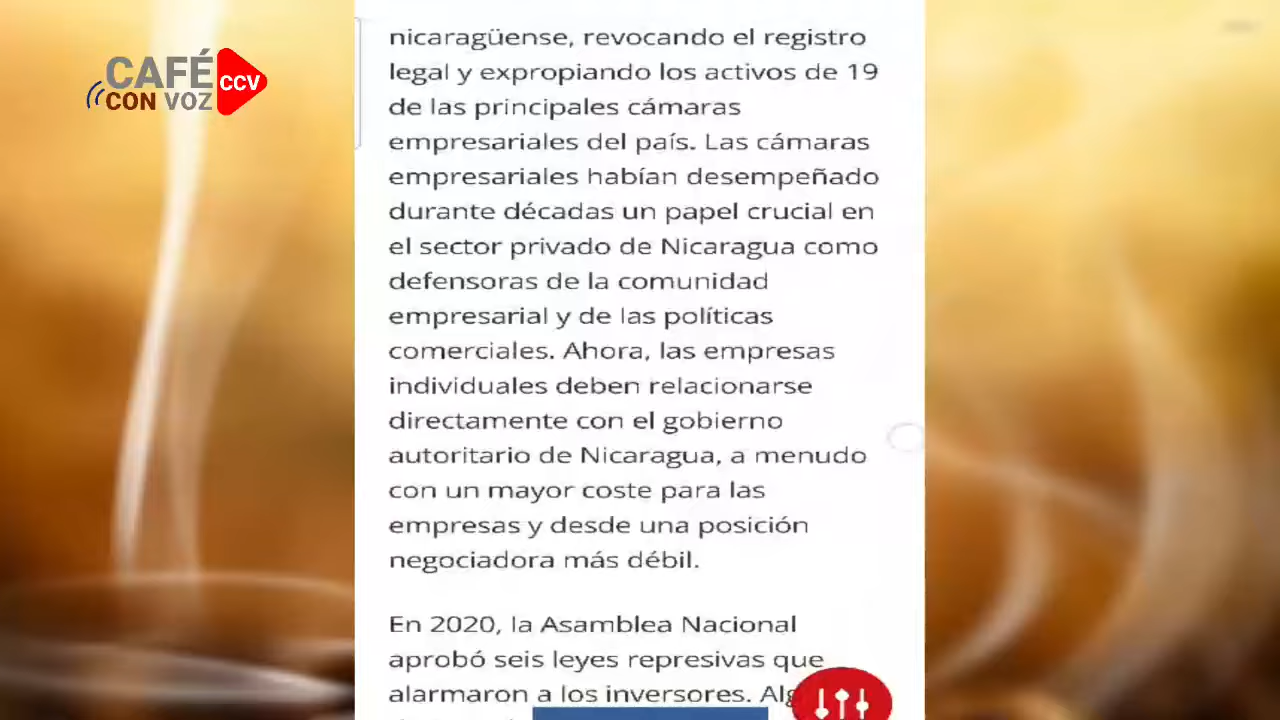 CAFÉ
CON VOZ
CCV
nicaragüense, revocando el registro
legal y expropiando los activos de 19
de las principales cámaras
empresariales del país. Las cámaras
empresariales habían desempeñado
durante décadas un papel crucial en
el sector privado de Nicaragua como
defensoras de la comunidad
empresarial y de las políticas
comerciales. Ahora, las empresas
individuales deben relacionarse
directamente con el gobierno
autoritario de Nicaragua, a menudo
con un mayor coste para las
empresas y desde una posición
negociadora más débil.
En 2020, la Asamblea Nacional
aprobó seis leyes represivas que
alarmaron a los inversores.